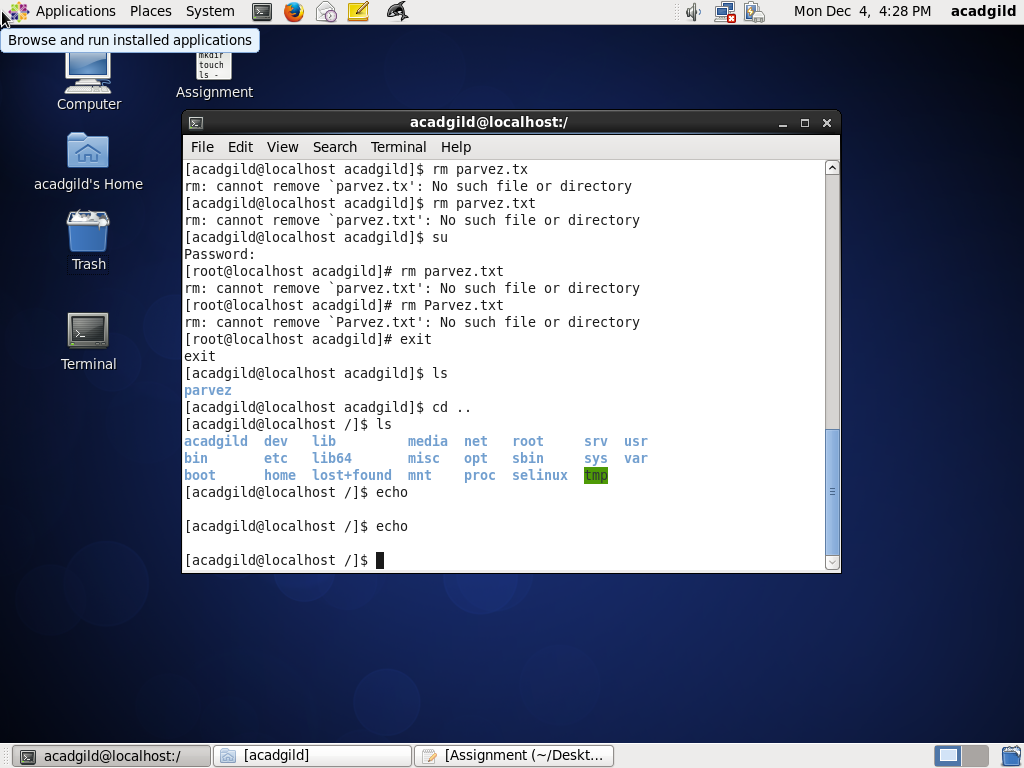 Applications Places System Mon Dec 4, 4:28 PM acadgild
Browse and run installed applications
mkdir
touch
ls -
Assignment
Computer
acadgild's Home
Trash
Terminal
acadgild@localhost:/
File Edit View Search Terminal Help
[acadgild@localhost acadgild]$ rm parvez.tx
rm: cannot remove `parvez.tx': No such file or directory
[acadgild@localhost acadgild]$ rm parvez.txt
rm: cannot remove `parvez.txt': No such file or directory
[acadgild@localhost acadgild]$ su
Password:
[root@localhost acadgild]# rm parvez.txt
rm: cannot remove `parvez.txt': No such file or directory
[root@localhost acadgild]# rm Parvez.txt
rm: cannot remove `Parvez.txt': No such file or directory
[root@localhost acadgild]# exit
exit
[acadgild@localhost acadgild]$ ls
parvez
[acadgild@localhost acadgild]$ cd ..
[acadgild@localhost /]$ ls
acadgild dev lib media net root srv usr
bin etc lib64 misc opt sbin sys var
boot home lost+found mnt proc selinux tmp
[acadgild@localhost /]$ echo
[acadgild@localhost /]$ echo
[acadgild@localhost /]$
acadgild@localhost:/ [acadgild] [Assignment (~/Deskt...